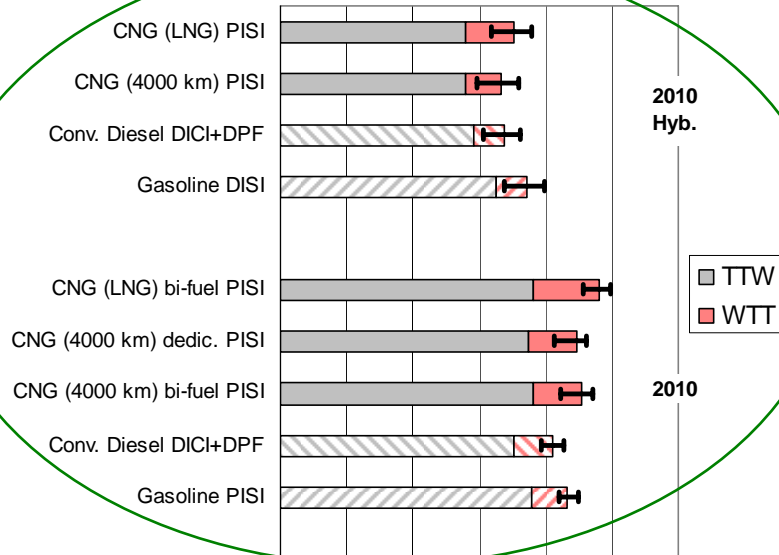 CNG (LNG) PISI
CNG (4000 km) PISI
Conv. Diesel DICI+DPF
Gasoline DISI
2010
Hyb.
CNG (LNG) bi-fuel PISI
CNG (4000 km) dedic. PISI
CNG (4000 km) bi-fuel PISI
Conv. Diesel DICI+DPF
Gasoline PISI
2010
TTW
WTT